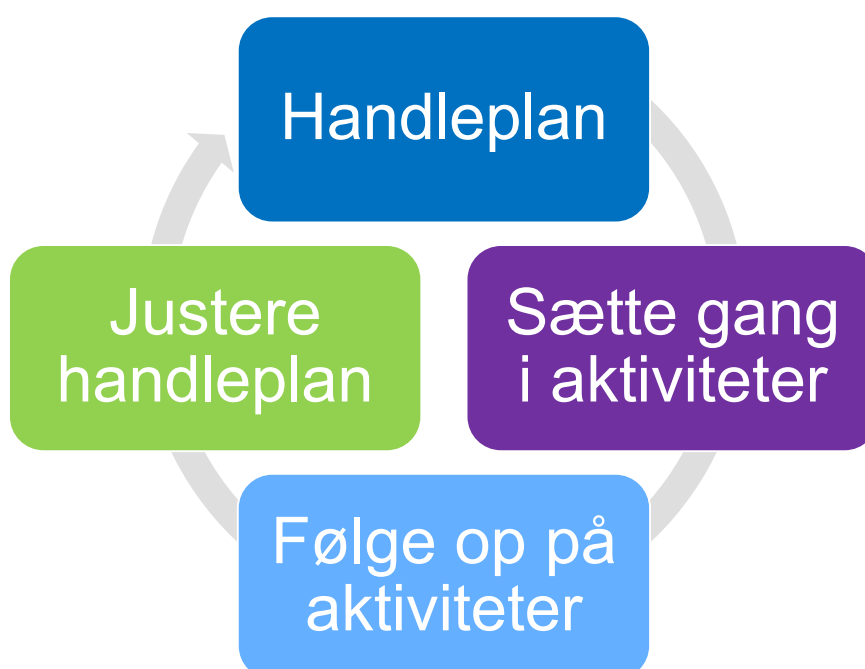 Handleplan
Sætte gang
i aktiviteter
Følge op på
aktiviteter
Justere
handleplan